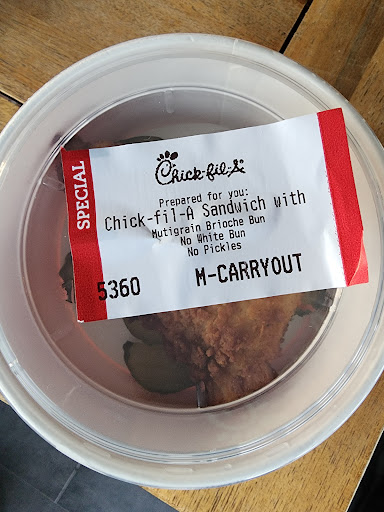 SPECIAL
Chick-fil-A
Prepared for you:
Chick-fil-A Sandwich with
Mutigrain Brioche Bun
No White Bun
No Pickles
5360 M-CARRYOUT